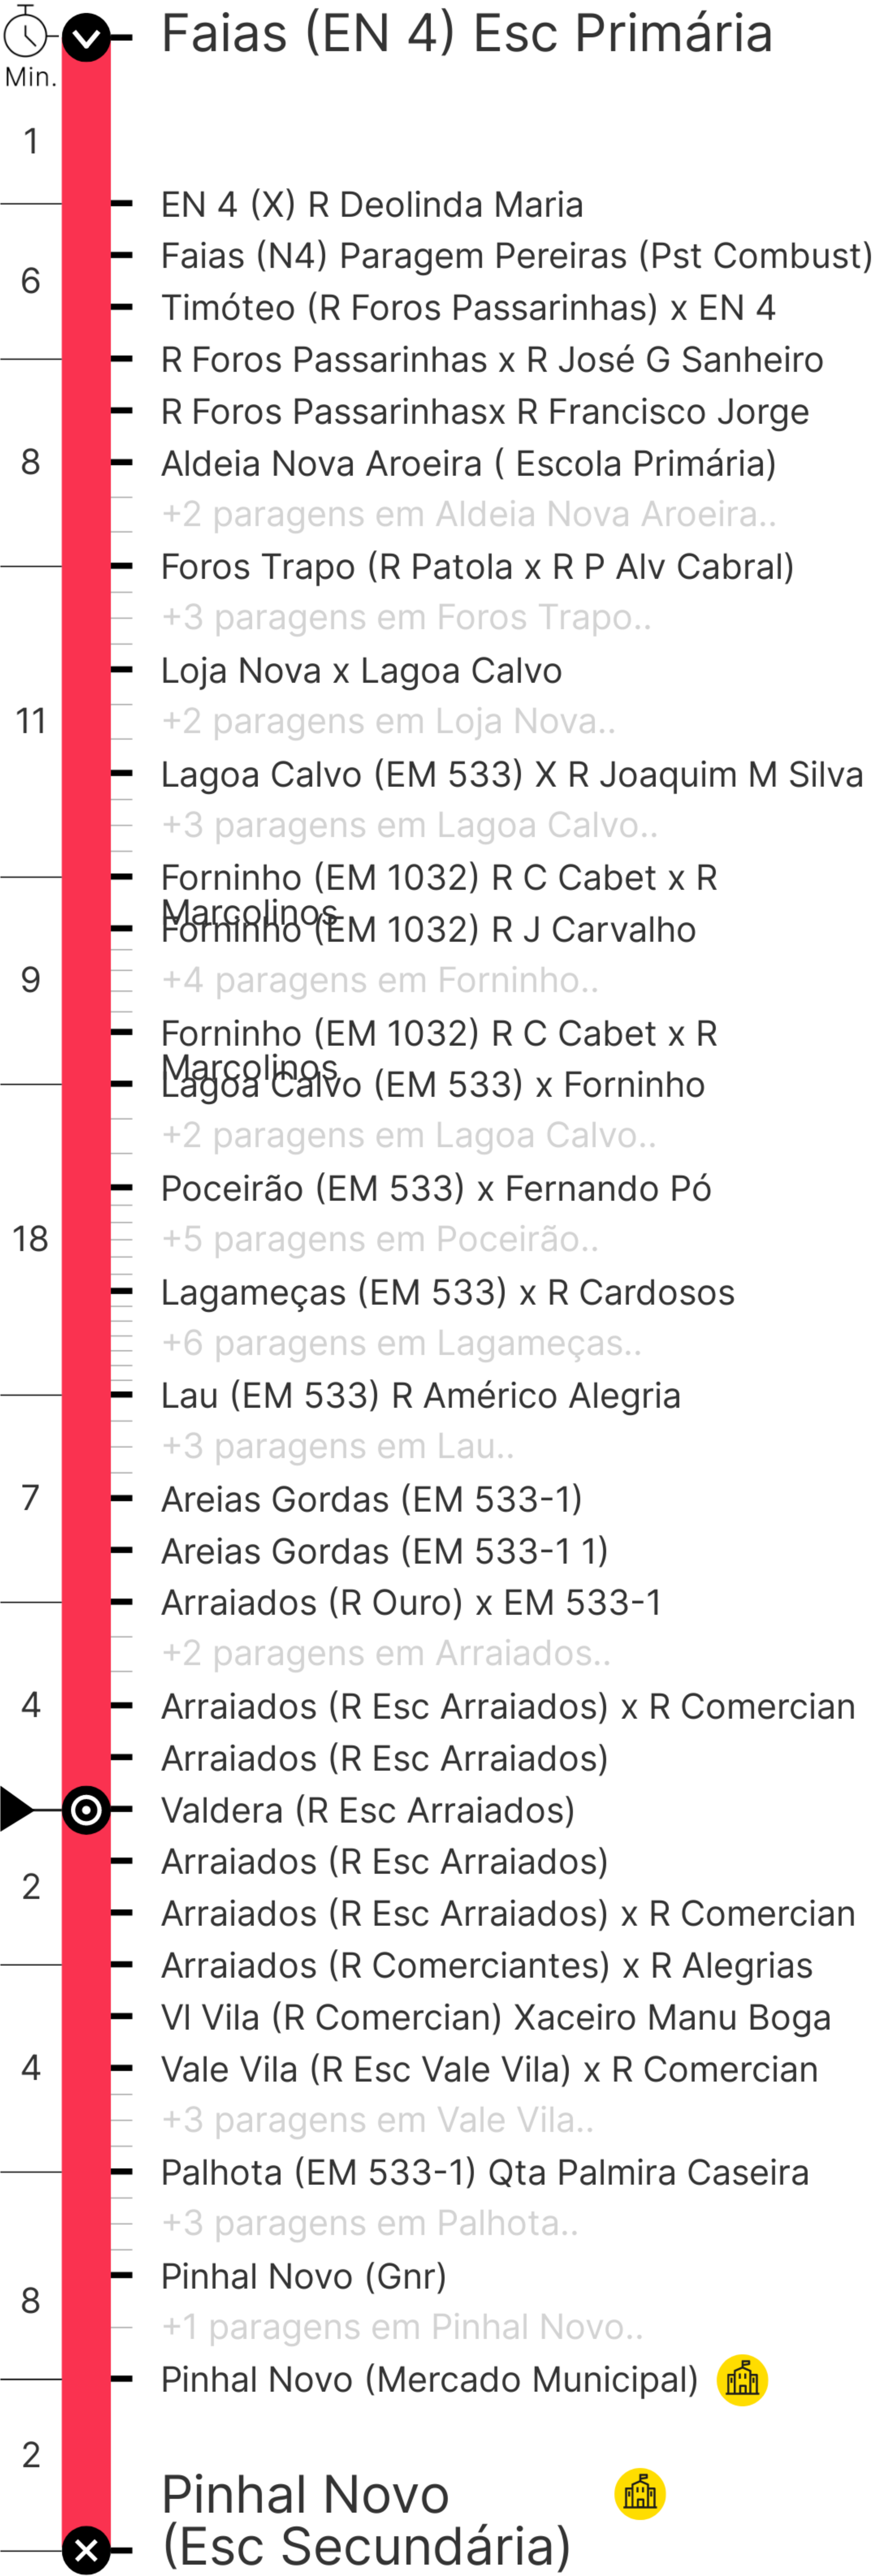 Faias (EN 4) Esc Primária
Min.
1
EN 4 (X) R Deolinda Maria
Faias (N4) Paragem Pereiras (Pst Combust)
6
Timóteo (R Foros Passarinhas) x EN 4
R Foros Passarinhas x R José G Sanheiro
R Foros Passarinhasx R Francisco Jorge
8
Aldeia Nova Aroeira ( Escola Primária)
+2 paragens em Aldeia Nova Aroeira..
Foros Trapo (R Patola x R P Alv Cabral)
+3 paragens em Foros Trapo..
Loja Nova x Lagoa Calvo
11
+2 paragens em Loja Nova..
Lagoa Calvo (EM 533) X R Joaquim M Silva
+3 paragens em Lagoa Calvo..
Forninho (EM 1032) R C Cabet x R
Marcolinos
Forninho (EM 1032) R J Carvalho
9
+4 paragens em Forninho..
Forninho (EM 1032) R C Cabet x R
Marcolinos
Lagoa Calvo (EM 533) x Forninho
+2 paragens em Lagoa Calvo..
Poceirão (EM 533) x Fernando Pó
18
+5 paragens em Poceirão..
Lagameças (EM 533) x R Cardosos
+6 paragens em Lagameças..
Lau (EM 533) R Américo Alegria
+3 paragens em Lau..
7
Areias Gordas (EM 533-1)
Areias Gordas (EM 533-1 1)
Arraiados (R Ouro) x EM 533-1
+2 paragens em Arraiados..
4
Arraiados (R Esc Arraiados) x R Comercian
Arraiados (R Esc Arraiados)
Valdera (R Esc Arraiados)
Arraiados (R Esc Arraiados)
2
Arraiados (R Esc Arraiados) x R Comercian
Arraiados (R Comerciantes) x R Alegrias
Vl Vila (R Comercian) Xaceiro Manu Boga
4
Vale Vila (R Esc Vale Vila) x R Comercian
+3 paragens em Vale Vila..
Palhota (EM 533-1) Qta Palmira Caseira
+3 paragens em Palhota..
Pinhal Novo (Gnr)
8
+1 paragens em Pinhal Novo..
Pinhal Novo (Mercado Municipal)
2
Pinhal Novo
(Esc Secundária)